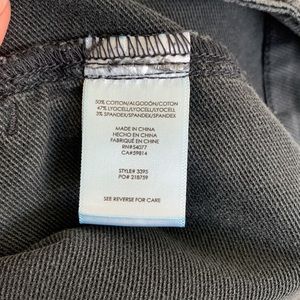 50% COTTON/ALGODÓN/COTON
47% LYOCELL/LYOCELL/LYOCELL
3% SPANDEX/SPANDEX/SPANDEX
MADE IN CHINA
HECHO EN CHINA
FABRIQUÉ EN CHINE
RN#54077
CA#59814
STYLE# 3395
PO# 218759
SEE REVERSE FOR CARE